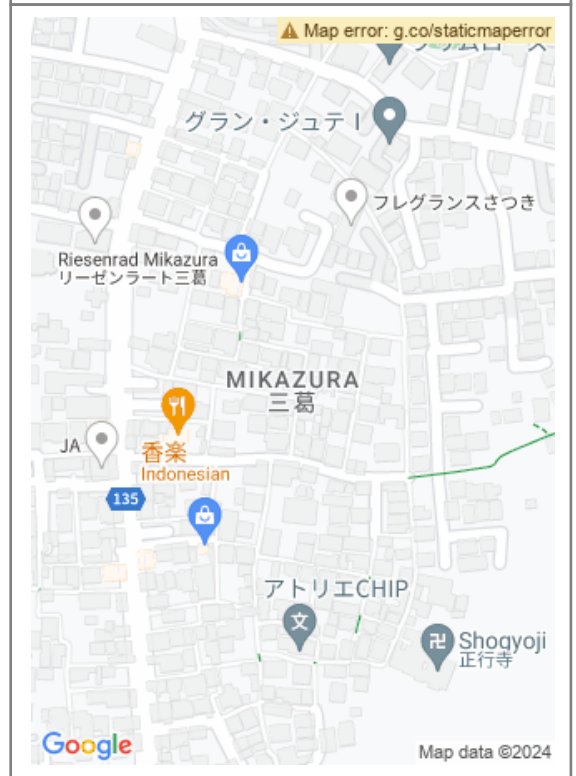 Map error: g.co/staticmaperror
グラン・ジュテ I
フレグランスさつき
Riesenrad Mikazura
リーゼンラート三葛
MIKAZURA
三葛
JA
香楽
Indonesian
135
アトリエCHIP
文
卍
Shogyoji
正行寺
Google
Map data ©2024